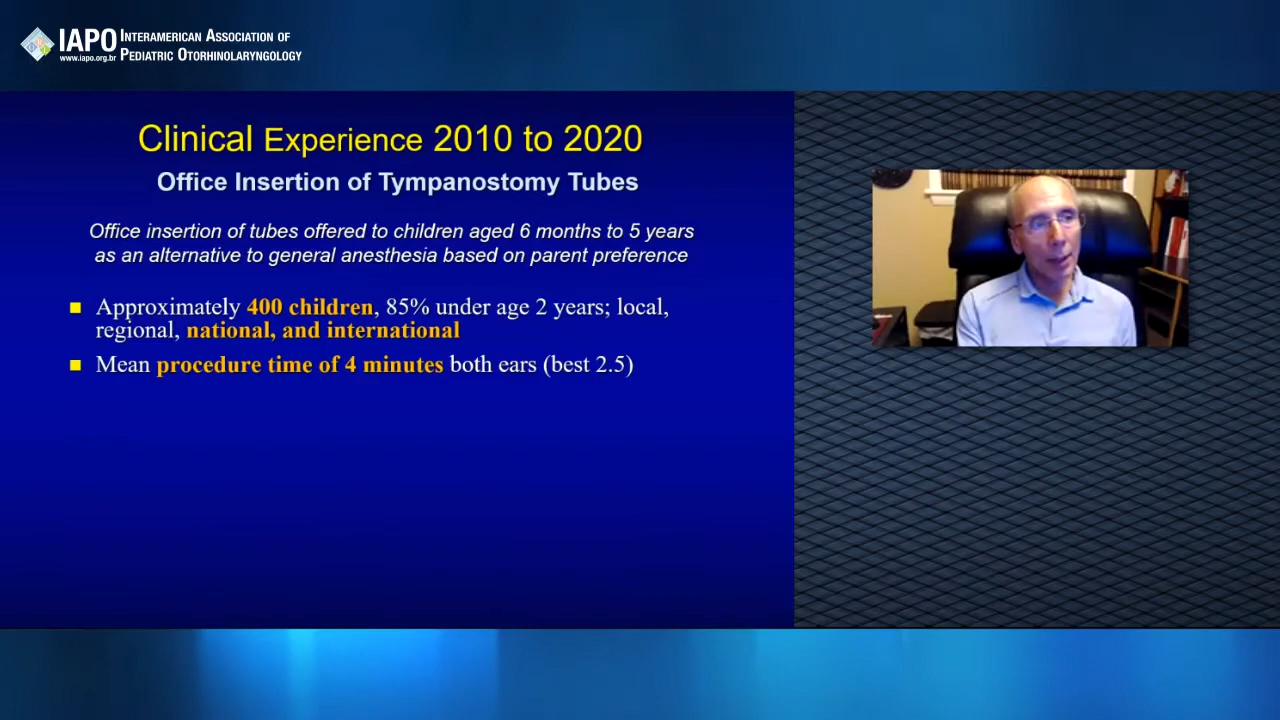 IAPO
INTERAMERICAN ASSOCIATION OF
PEDIATRIC OTORHINOLARYNGOLOGY
www.iapo.org.br
Clinical Experience 2010 to 2020
Office Insertion of Tympanostomy Tubes
Office insertion of tubes offered to children aged 6 months to 5 years
as an alternative to general anesthesia based on parent preference
Approximately 400 children, 85% under age 2 years; local,
regional, national, and international
Mean procedure time of 4 minutes both ears (best 2.5)